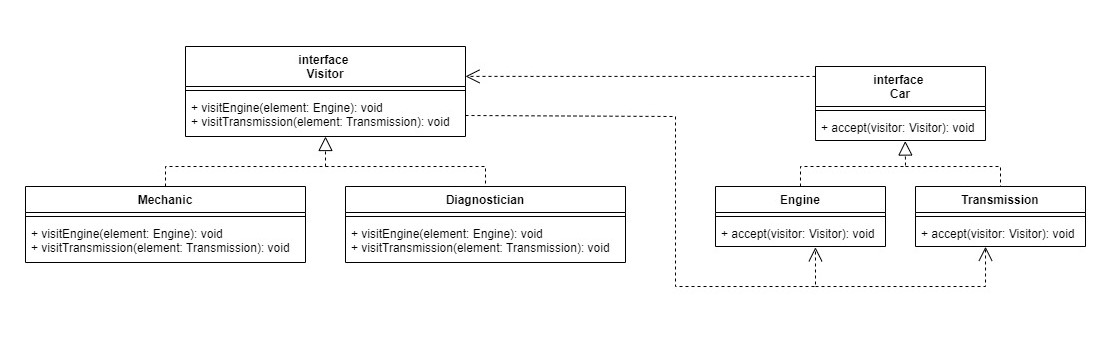 interface
Visitor
+ visitEngine(element: Engine): void
+ visitTransmission(element: Transmission): void
interface
Car
+ accept(visitor: Visitor): void
Mechanic
+ visitEngine(element: Engine): void
+ visitTransmission(element: Transmission): void
Diagnostician
+ visitEngine(element: Engine): void
+ visitTransmission(element: Transmission): void
Engine
+ accept(visitor: Visitor): void
Transmission
+ accept(visitor: Visitor): void